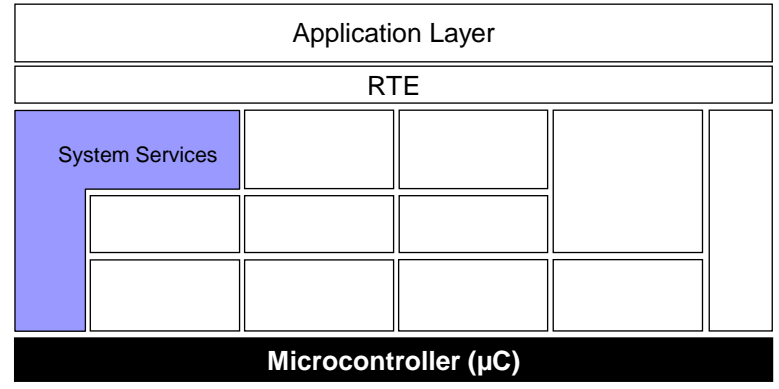 Application Layer
RTE
System Services
Microcontroller (µC)